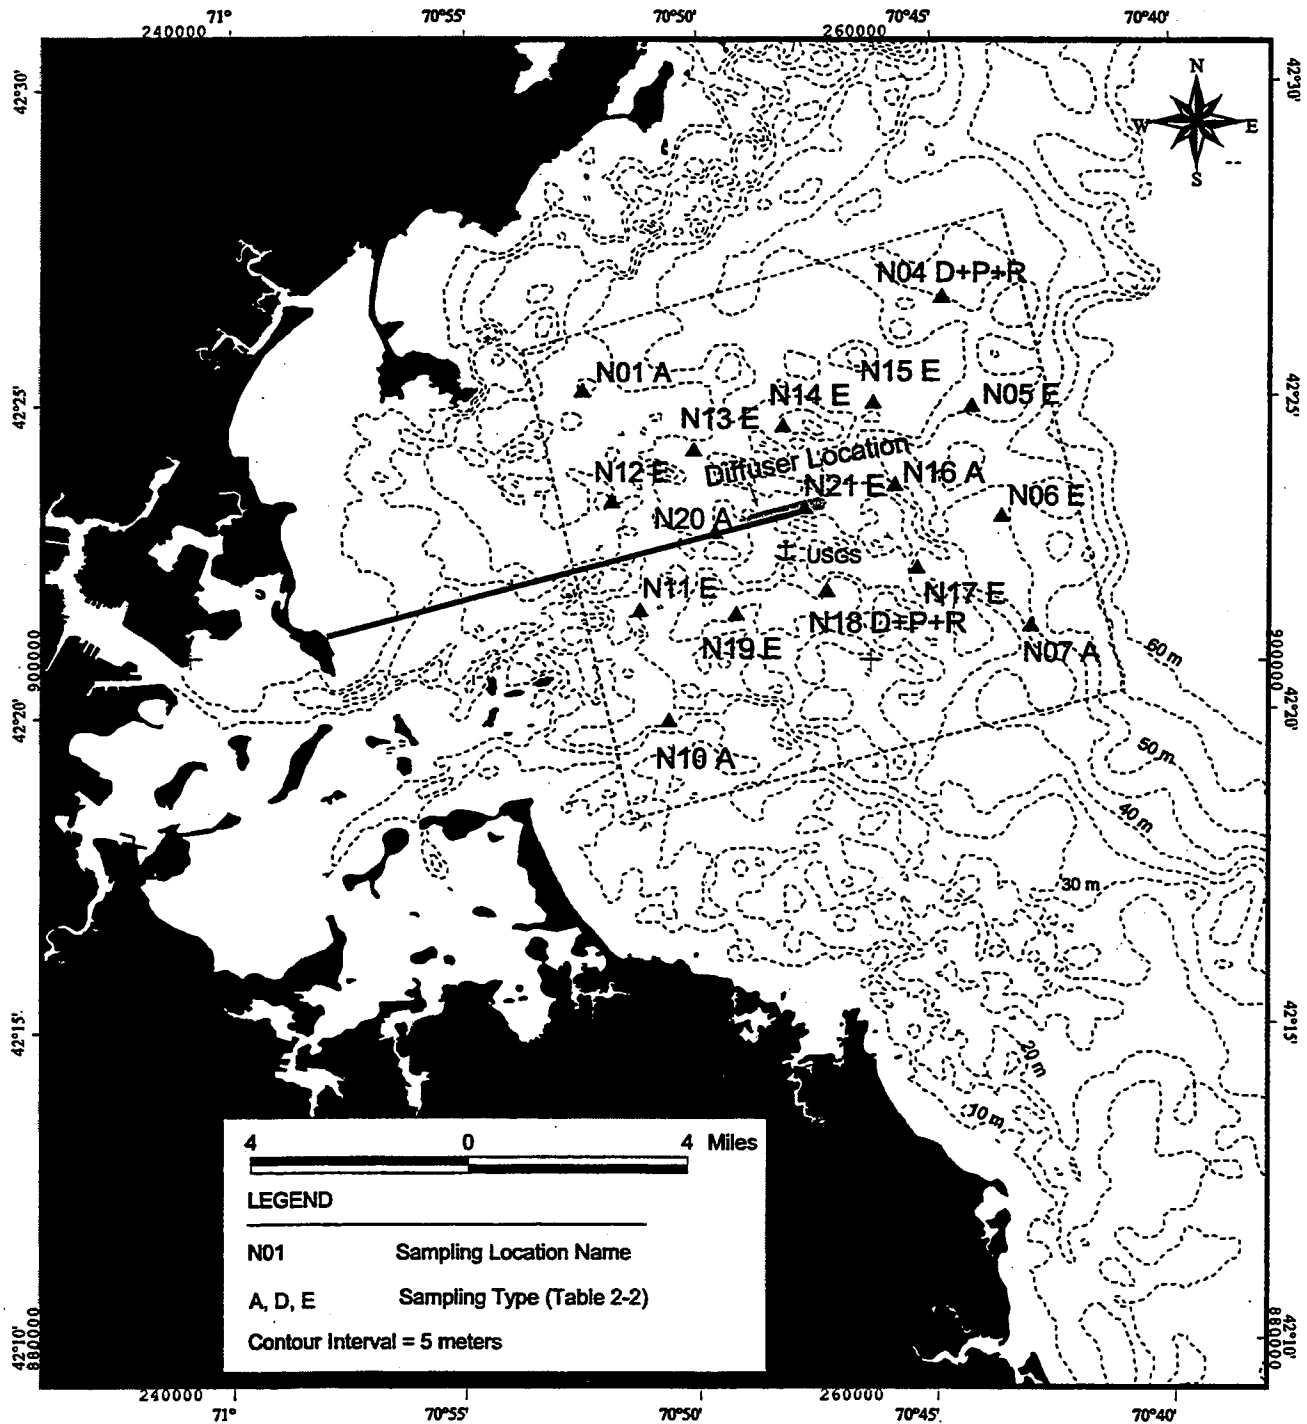 71° 70°55' 70°50' 70°45' 70°40'
240000 260000
42°30' 42°30'
N
W E
S
N04 D+P+R
N01 A
N15 E
N14 E
N05 E
42°25' 42°25'
N13 E
Diffuser Location
N12 E
N21 E
N16 A
N06 E
N20 A
USGS
N11 E
N17 E
N18 D+P+R
N19 E
N07 A
900000 900000
60 m
42°20' 42°20'
N10 A
50 m
40 m
30 m
42°15' 42°15'
20 m
10 m
4 0 4 Miles
LEGEND
N01 Sampling Location Name
A, D, E Sampling Type (Table 2-2)
Contour Interval = 5 meters
42°10' 42°10'
880000 880000
240000 260000
71° 70°55' 70°50' 70°45' 70°40'